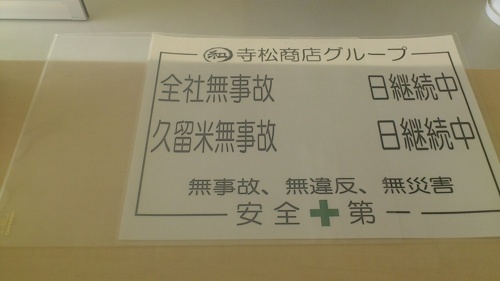 寺松商店グループ
全社無事故 日継続中
久留米無事故 日継続中
無事故、無違反、無災害
安全第一